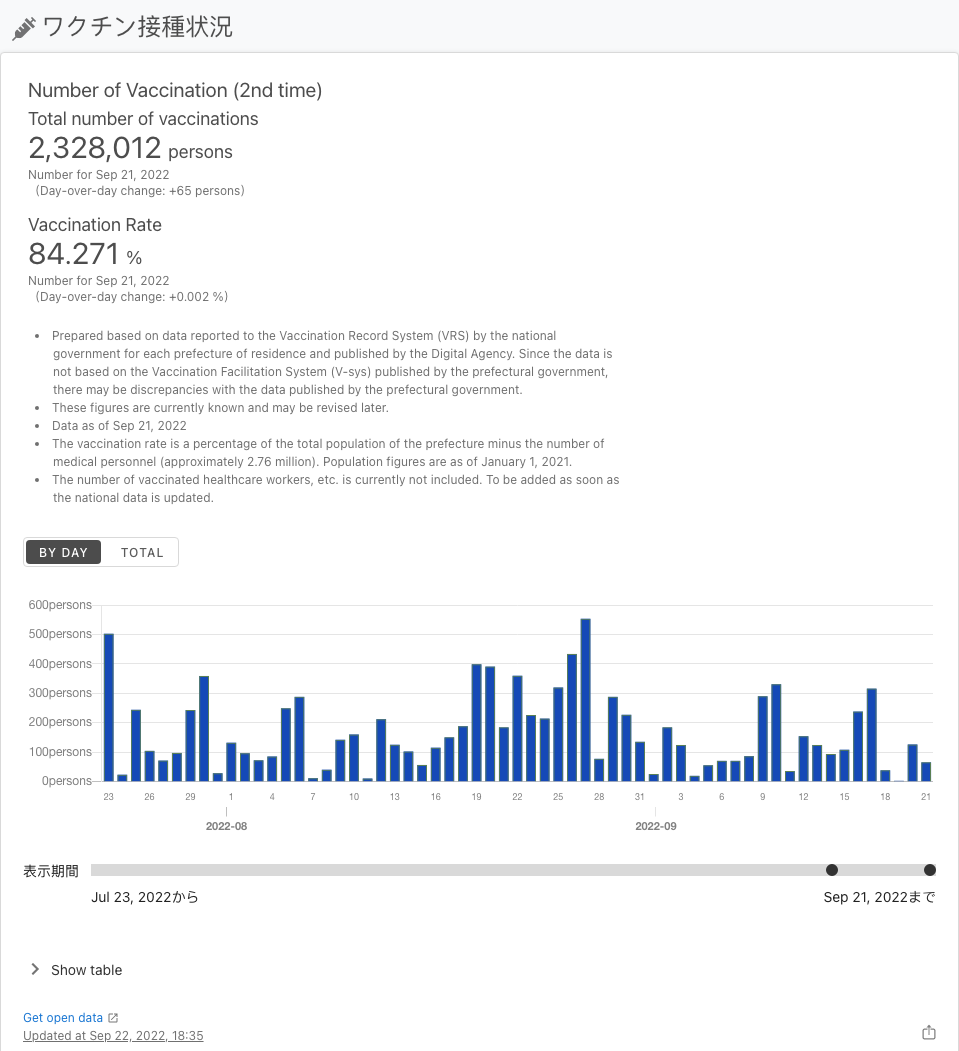 ワクチン接種状況
Number of Vaccination (2nd time)
Total number of vaccinations
2,328,012 persons
Number for Sep 21, 2022
(Day-over-day change: +65 persons)
Vaccination Rate
84.271 %
Number for Sep 21, 2022
(Day-over-day change: +0.002 %)
• Prepared based on data reported to the Vaccination Record System (VRS) by the national
government for each prefecture of residence and published by the Digital Agency. Since the data is
not based on the Vaccination Facilitation System (V-sys) published by the prefectural government,
there may be discrepancies with the data published by the prefectural government.
• These figures are currently known and may be revised later.
• Data as of Sep 21, 2022
• The vaccination rate is a percentage of the total population of the prefecture minus the number of
medical personnel (approximately 2.76 million). Population figures are as of January 1, 2021.
• The number of vaccinated healthcare workers, etc. is currently not included. To be added as soon as
the national data is updated.
BY DAY TOTAL
600persons
500persons
400persons
300persons
200persons
100persons
0persons
23 26 29 1 4 7 10 13 16 19 22 25 28 31 3 6 9 12 15 18 21
2022-08 2022-09
表示期間
Jul 23, 2022から Sep 21, 2022まで
Show table
Get open data
Updated at Sep 22, 2022, 18:35